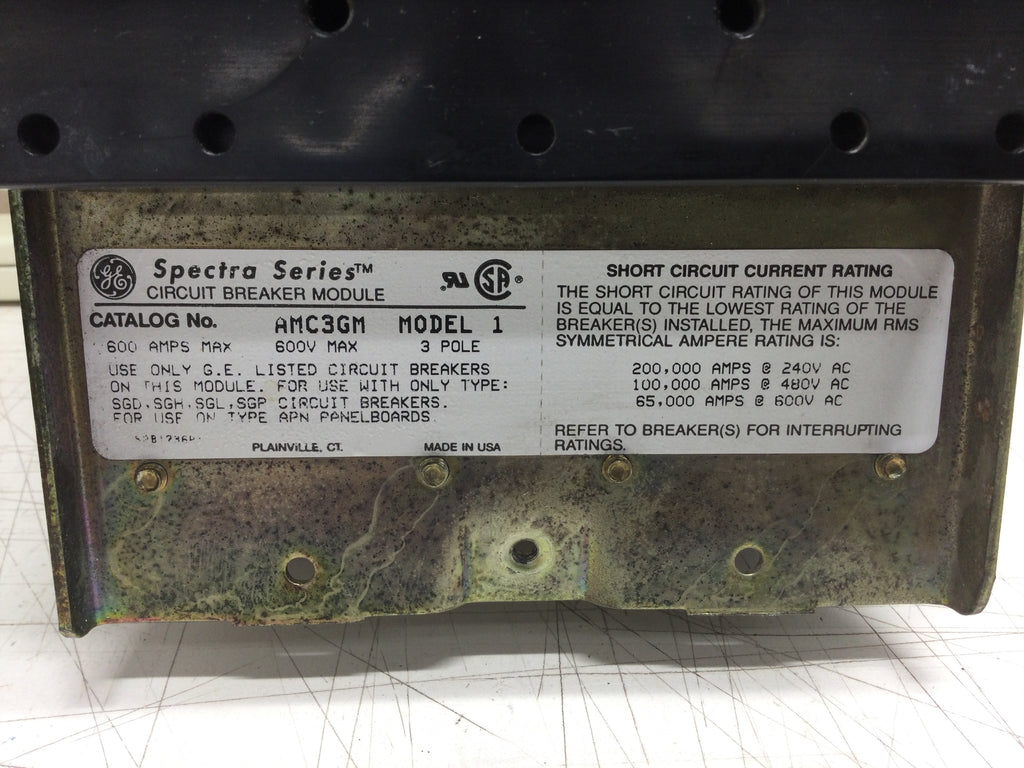 GE Spectra Series™
CIRCUIT BREAKER MODULE
CATALOG No. AMC3GM MODEL 1
600 AMPS MAX 600V MAX 3 POLE
USE ONLY G.E. LISTED CIRCUIT BREAKERS
ON THIS MODULE. FOR USE WITH ONLY TYPE:
SGD,SGH,SGL,SGP CIRCUIT BREAKERS.
FOR USE ON TYPE APN PANELBOARDS.
PLAINVILLE, CT. MADE IN USA
SHORT CIRCUIT CURRENT RATING
THE SHORT CIRCUIT RATING OF THIS MODULE
IS EQUAL TO THE LOWEST RATING OF THE
BREAKER(S) INSTALLED, THE MAXIMUM RMS
SYMMETRICAL AMPERE RATING IS:
200,000 AMPS @ 240V AC
100,000 AMPS @ 480V AC
65,000 AMPS @ 600V AC
REFER TO BREAKER(S) FOR INTERRUPTING
RATINGS.